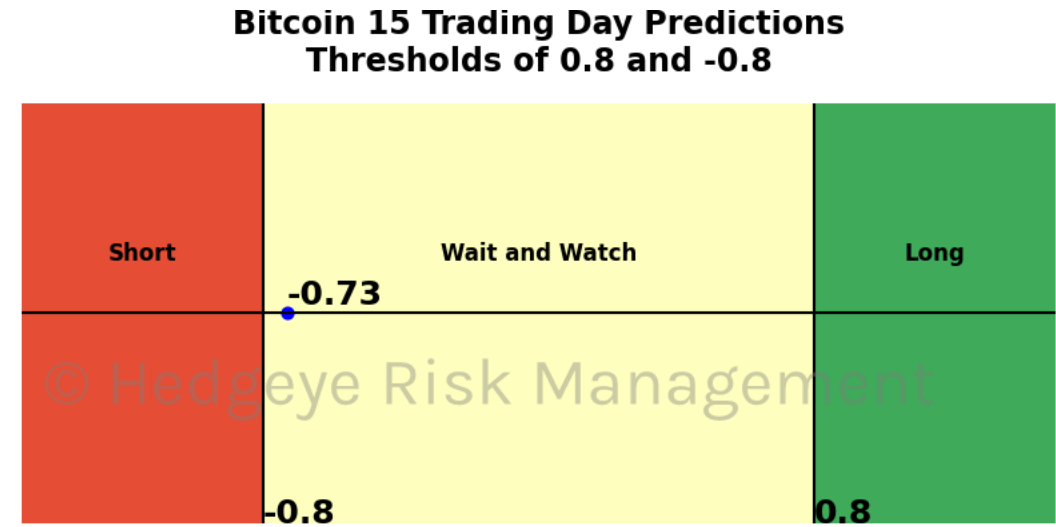 Bitcoin 15 Trading Day Predictions
Thresholds of 0.8 and -0.8
Short
Wait and Watch
Long
-0.73
© Hedgeye Risk Management
-0.8
0.8